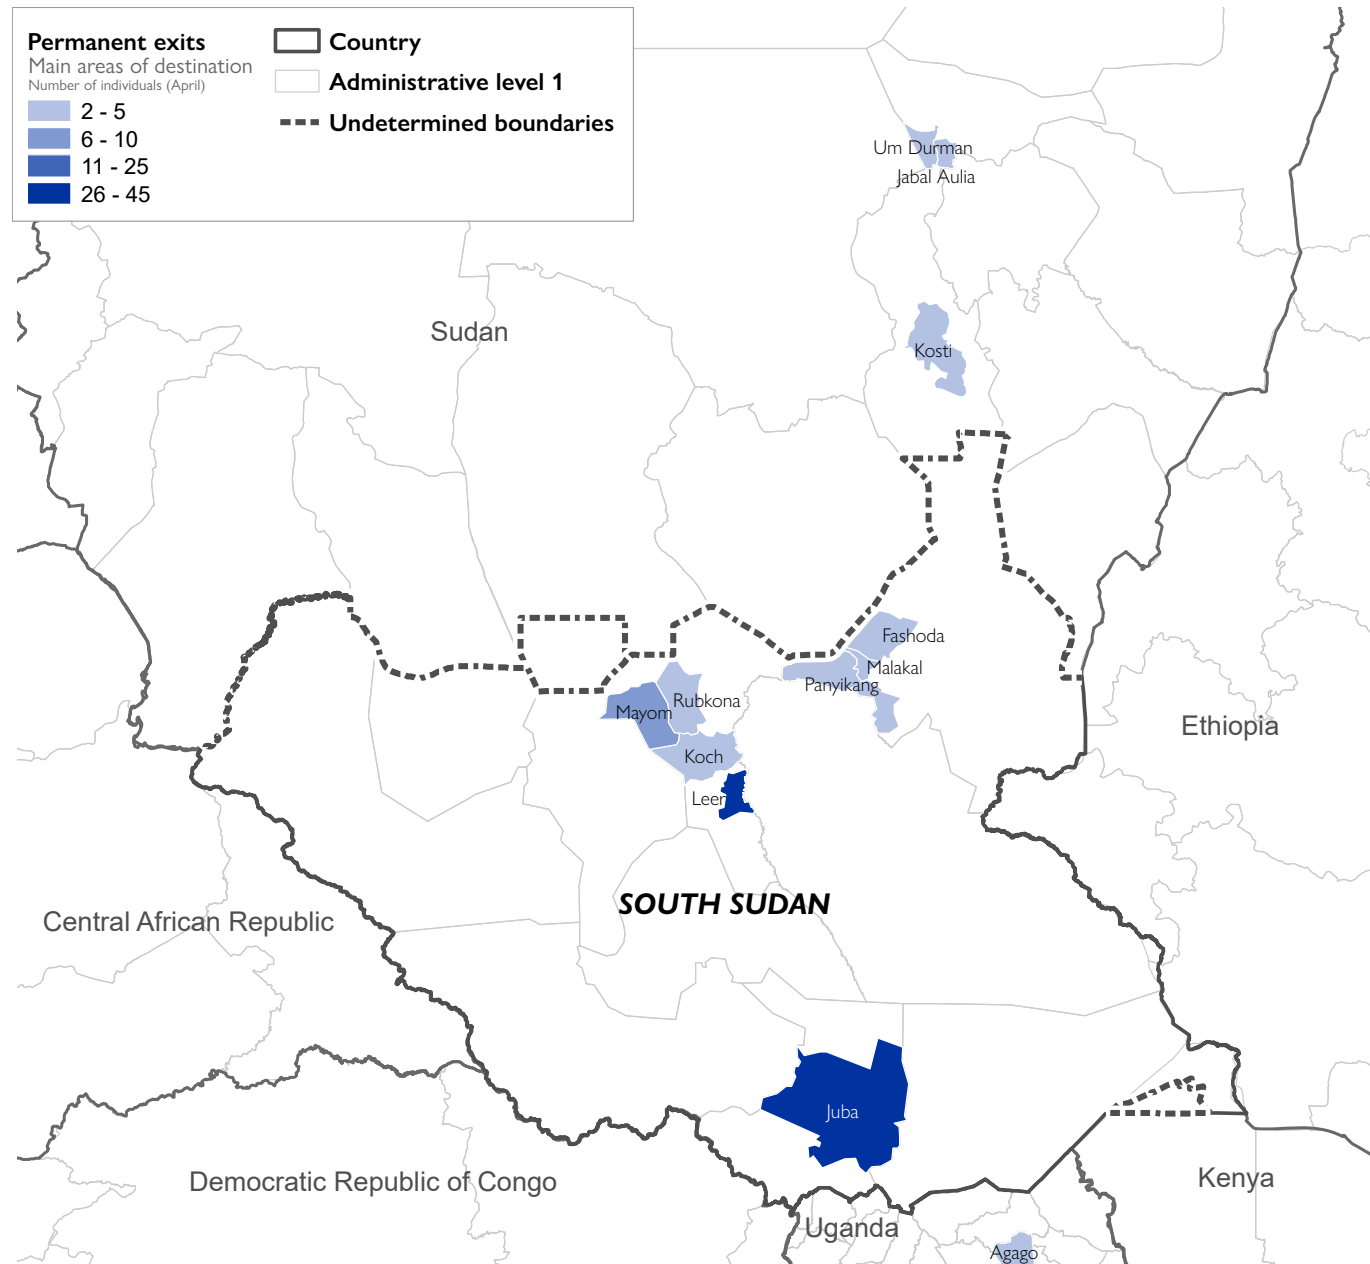 Permanent exits
Main areas of destination
Number of individuals (April)
2 - 5
6 - 10
11 - 25
26 - 45
Country
Administrative level 1
Undetermined boundaries
Um Durman
Jabal Aulia
Sudan
Kosti
Fashoda
Malakal
Panyikang
Rubkona
Mayom
Ethiopia
Koch
Leer
SOUTH SUDAN
Central African Republic
Juba
Democratic Republic of Congo
Kenya
Uganda
Agago